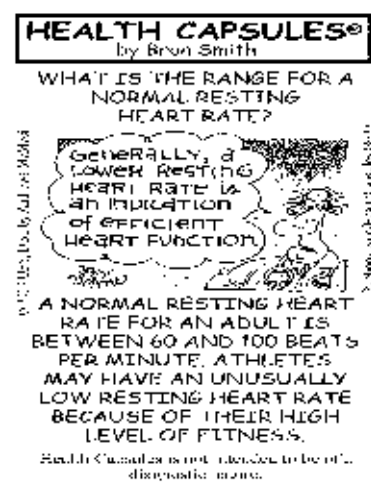 HEALTH CAPSULES®
by Bron Smith
WHAT IS THE RANGE FOR A
NORMAL RESTING
HEART RATE?
GENERALLY, a
LOWER RESTING
HEART RATE is
an INDICATION
of EFFICIENT
HEART FUNCTION
A NORMAL RESTING HEART
RATE FOR AN ADULT IS
BETWEEN 60 AND 100 BEATS
PER MINUTE. ATHLETES
MAY HAVE AN UNUSUALLY
LOW RESTING HEART RATE
BECAUSE OF THEIR HIGH
LEVEL OF FITNESS.
Health Capsules is not intended to be of a
diagnostic nature.